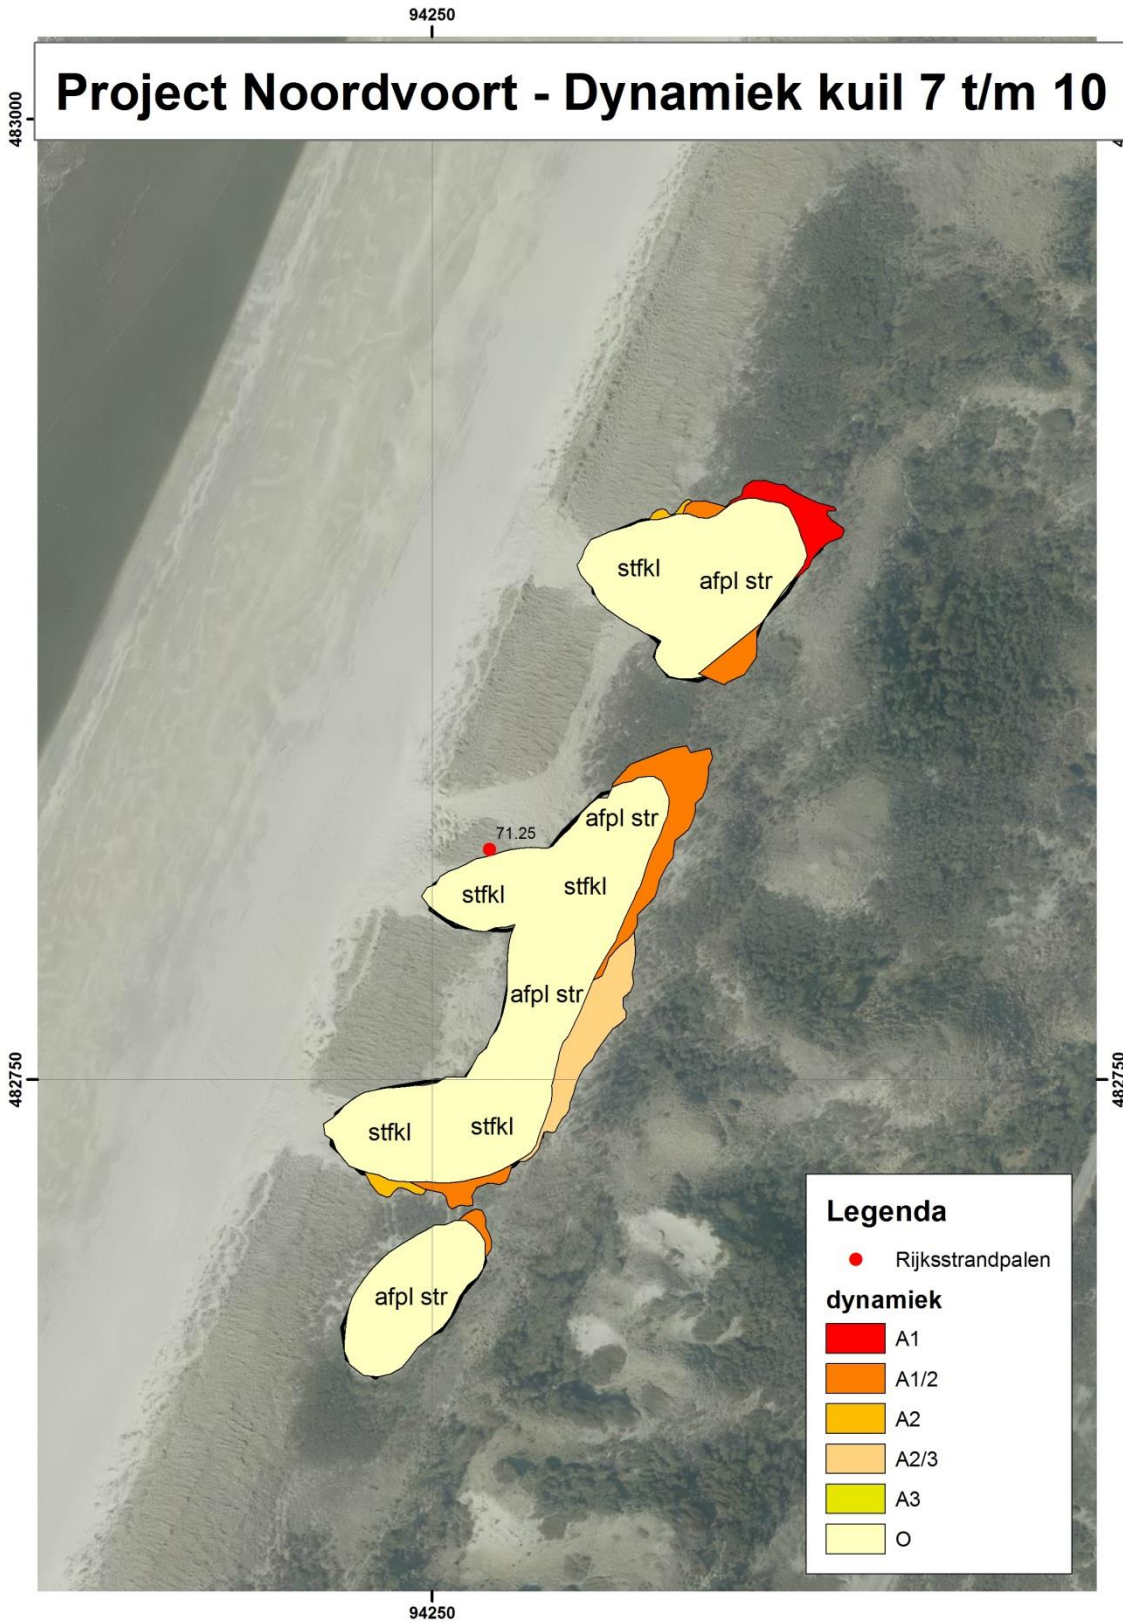 94250
Project Noordvoort - Dynamiek kuil 7 t/m 10
483000
stfkl
afpl str
afpl str
71.25
stfkl
stfkl
afpl str
482750
482750
stfkl
stfkl
afpl str
Legenda
Rijksstrandpalen
dynamiek
A1
A1/2
A2
A2/3
A3
O
94250